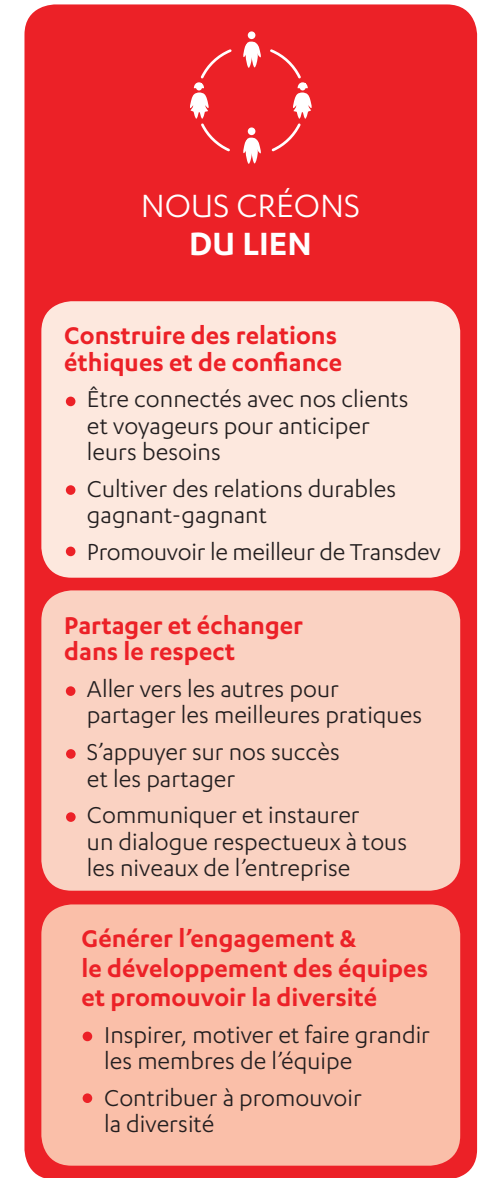 NOUS CRÉONS
DU LIEN
Construire des relations
éthiques et de confiance
• Être connectés avec nos clients
et voyageurs pour anticiper
leurs besoins
• Cultiver des relations durables
gagnant-gagnant
• Promouvoir le meilleur de Transdev
Partager et échanger
dans le respect
• Aller vers les autres pour
partager les meilleures pratiques
• S’appuyer sur nos succès
et les partager
• Communiquer et instaurer
un dialogue respectueux à tous
les niveaux de l’entreprise
Générer l’engagement &
le développement des équipes
et promouvoir la diversité
• Inspirer, motiver et faire grandir
les membres de l’équipe
• Contribuer à promouvoir
la diversité